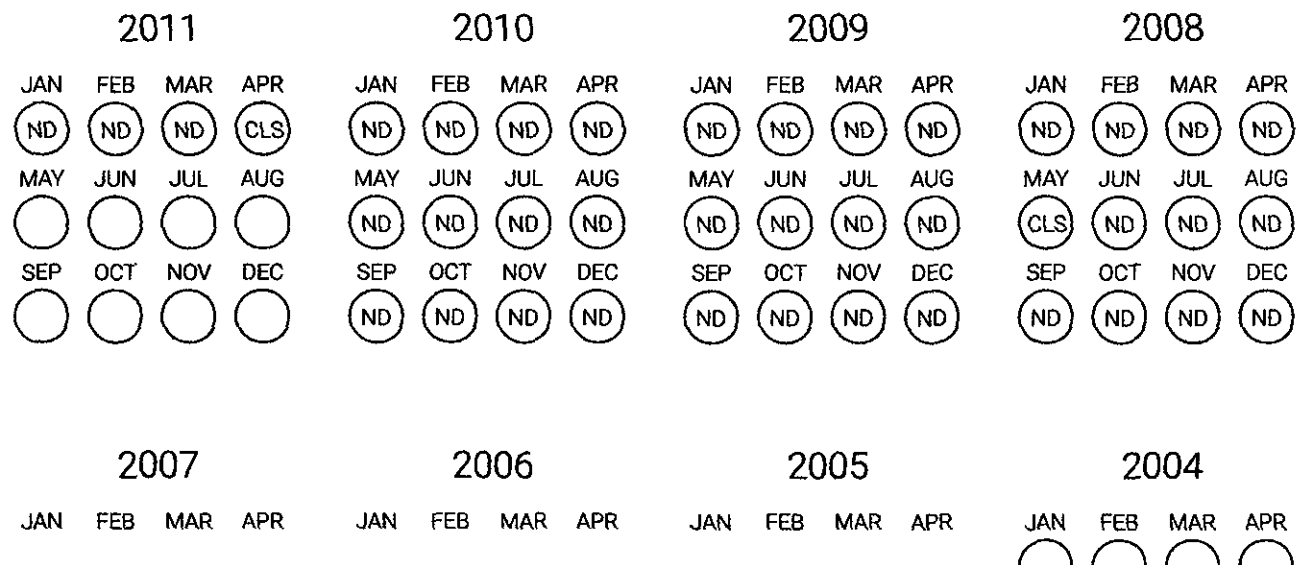 2011 2010 2009 2008
JAN FEB MAR APR JAN FEB MAR APR JAN FEB MAR APR JAN FEB MAR APR
ND ND ND CLS ND ND ND ND ND ND ND ND ND ND ND ND
MAY JUN JUL AUG MAY JUN JUL AUG MAY JUN JUL AUG MAY JUN JUL AUG
ND ND ND ND ND ND ND ND CLS ND ND ND
SEP OCT NOV DEC SEP OCT NOV DEC SEP OCT NOV DEC SEP OCT NOV DEC
ND ND ND ND ND ND ND ND ND ND ND ND
2007 2006 2005 2004
JAN FEB MAR APR JAN FEB MAR APR JAN FEB MAR APR JAN FEB MAR APR